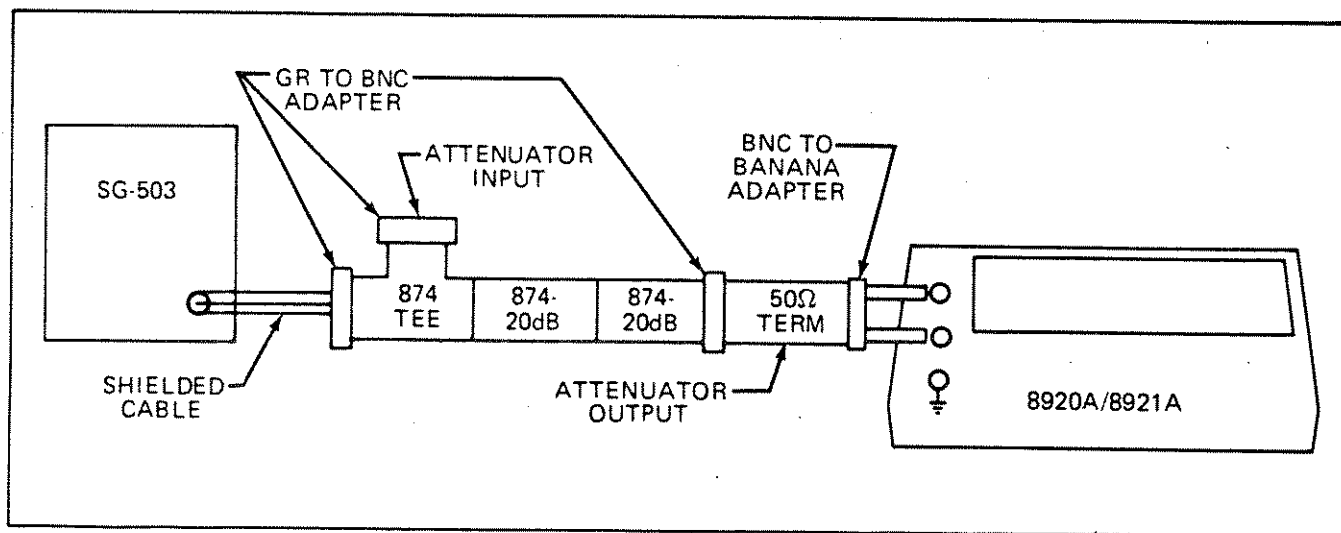 GR TO BNC
ADAPTER
ATTENUATOR
INPUT
BNC TO
BANANA
ADAPTER
SG-503
874
TEE
874-
20dB
874-
20dB
50Ω
TERM
SHIELDED
CABLE
ATTENUATOR
OUTPUT
8920A/8921A